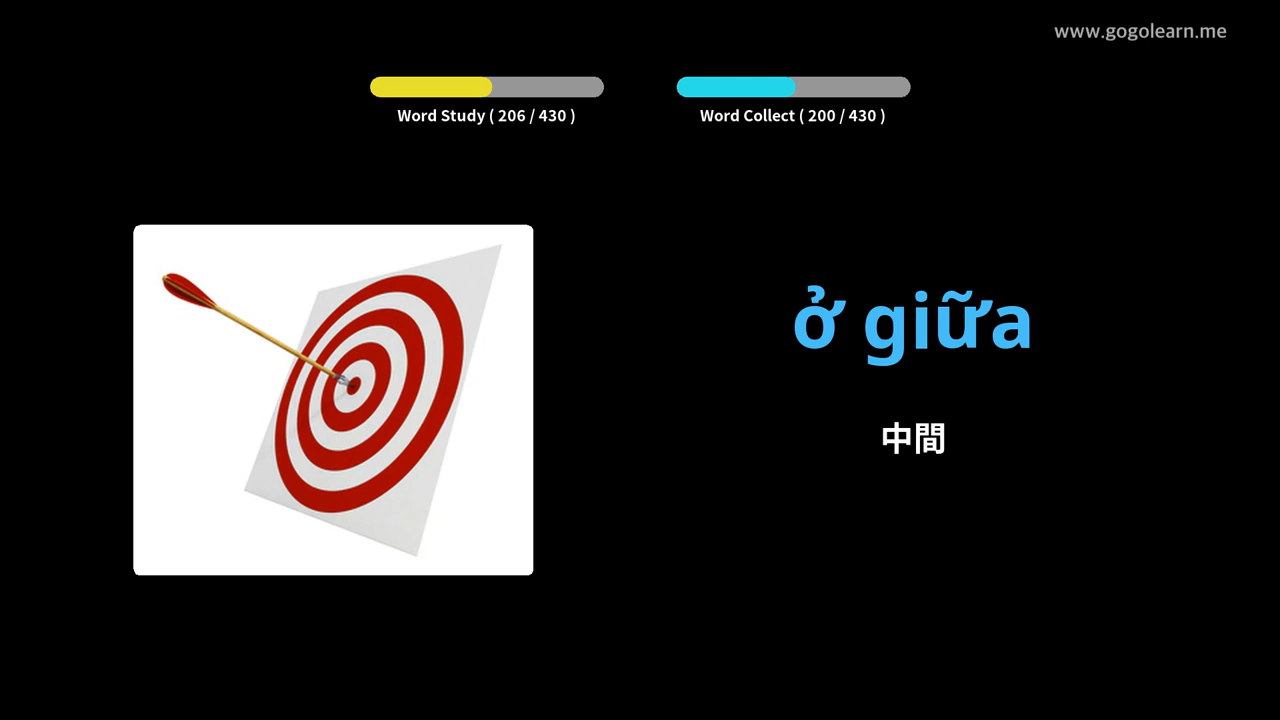 www.gogolearn.me
Word Study ( 206 / 430 )
Word Collect ( 200 / 430 )
ở giữa
中間